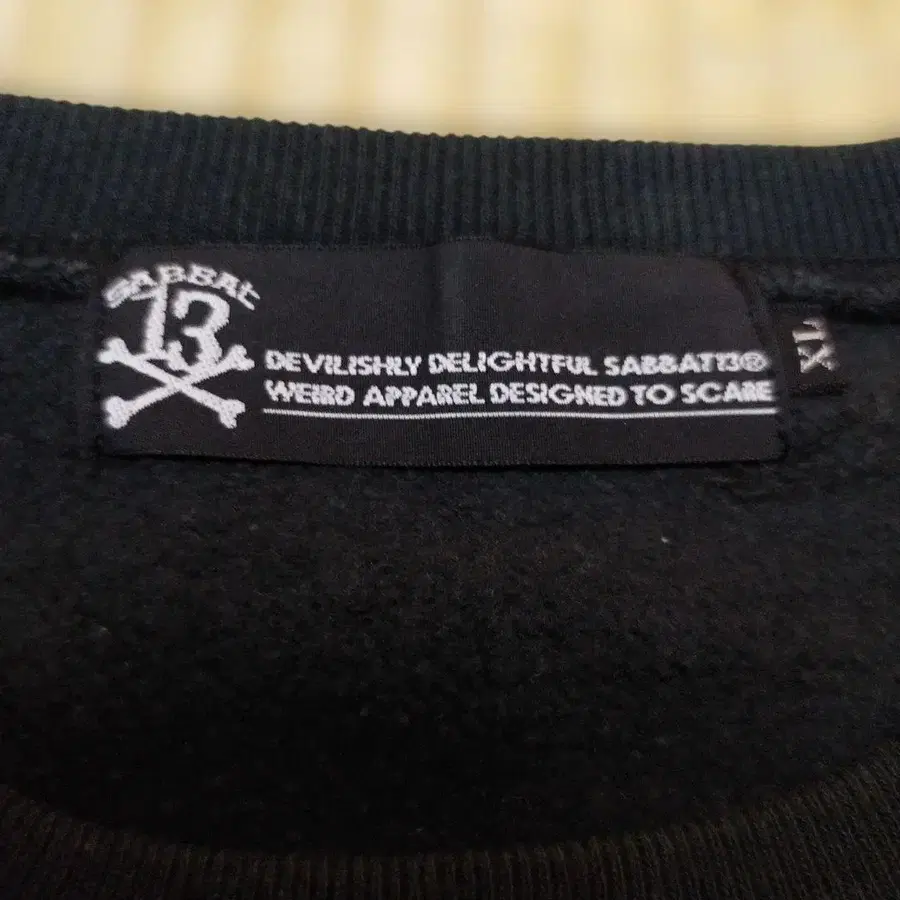 SABBAT
13
DEVILISHLY DELIGHTFUL SABBAT13®
WEIRD APPAREL DESIGNED TO SCARE
XL